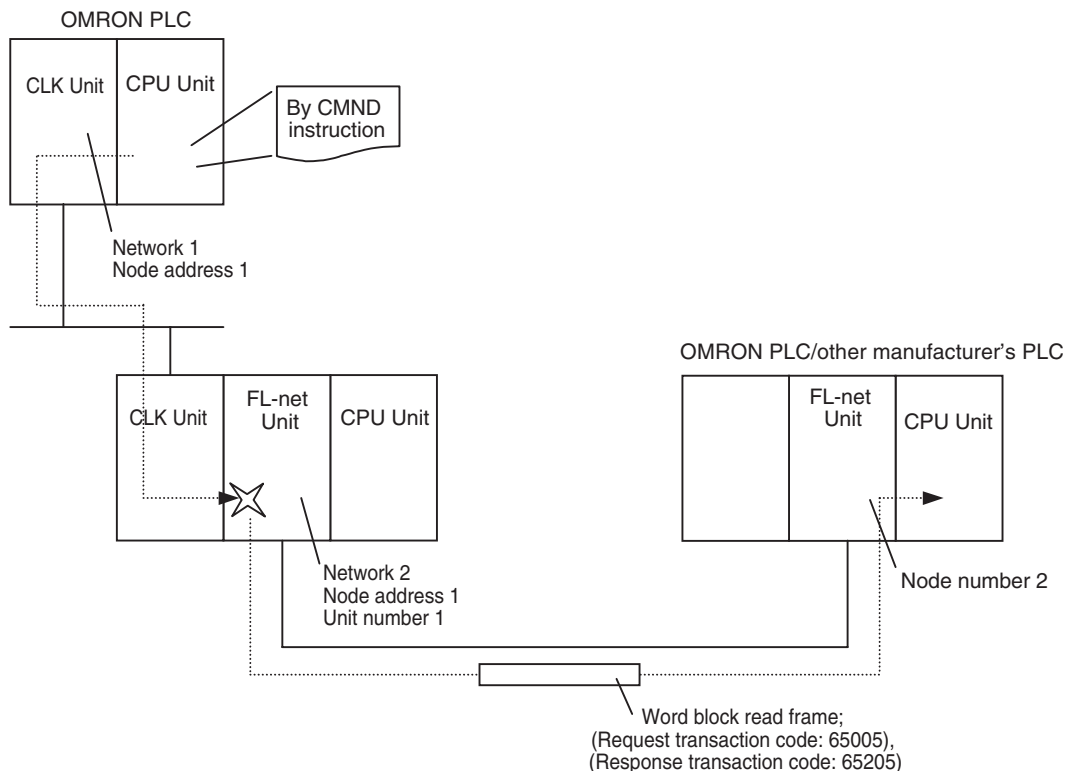 OMRON PLC
CLK Unit
CPU Unit
By CMND
instruction
Network 1
Node address 1
OMRON PLC/other manufacturer's PLC
CLK Unit
FL-net
Unit
CPU Unit
FL-net
Unit
CPU Unit
Network 2
Node address 1
Unit number 1
Node number 2
Word block read frame;
(Request transaction code: 65005),
(Response transaction code: 65205)